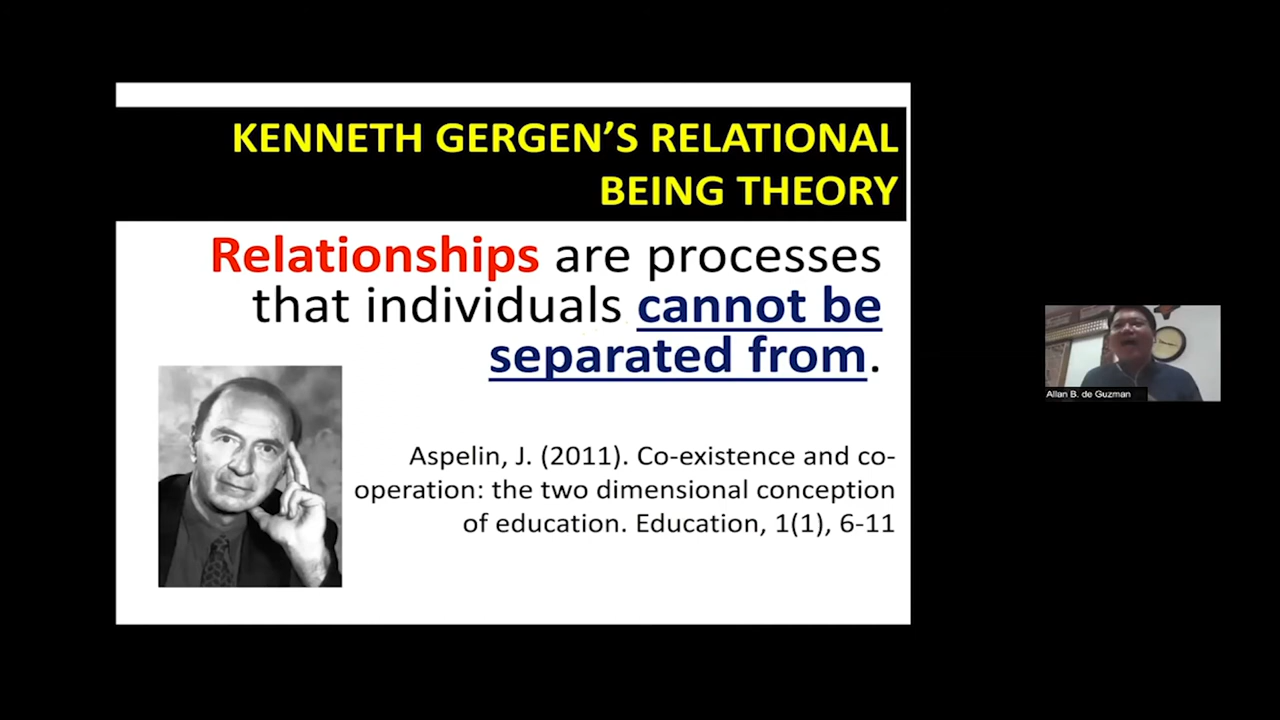 KENNETH GERGEN’S RELATIONAL
BEING THEORY
Relationships are processes
that individuals cannot be
separated from.
Aspelin, J. (2011). Co-existence and co-
operation: the two dimensional conception
of education. Education, 1(1), 6-11
Allan B. de Guzman